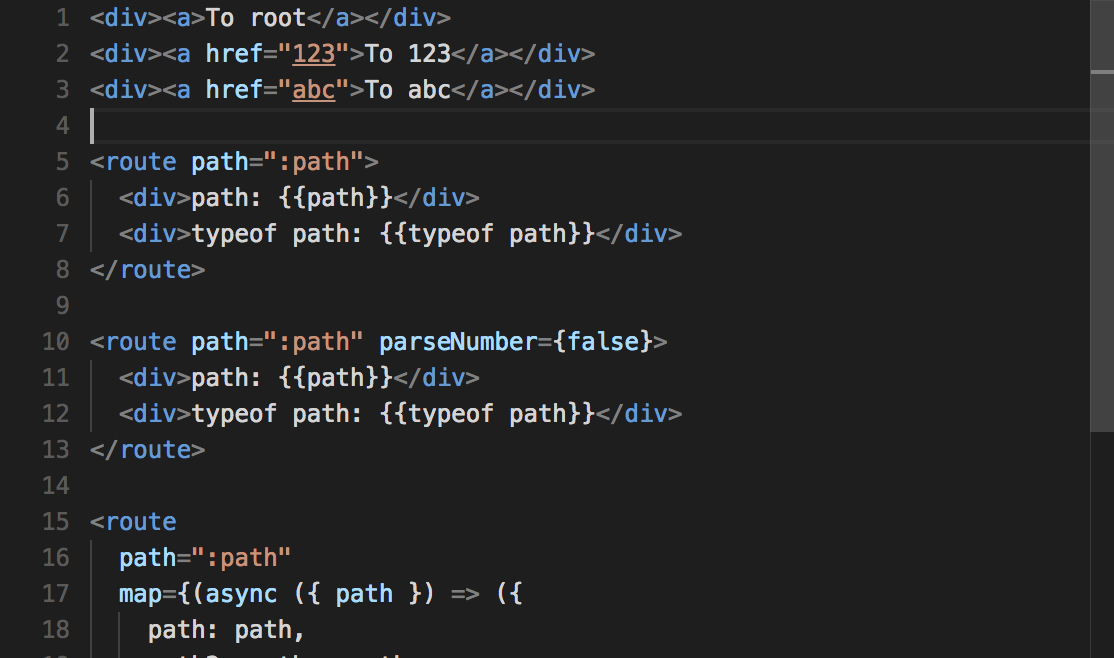 1 <div><a>To root</a></div>
2 <div><a href="123">To 123</a></div>
3 <div><a href="abc">To abc</a></div>
4
5 <route path=":path">
6   <div>path: {{path}}</div>
7   <div>typeof path: {{typeof path}}</div>
8 </route>
9
10 <route path=":path" parseNumber={false}>
11   <div>path: {{path}}</div>
12   <div>typeof path: {{typeof path}}</div>
13 </route>
14
15 <route
16   path=":path"
17   map={(async ({ path }) => ({
18     path: path,